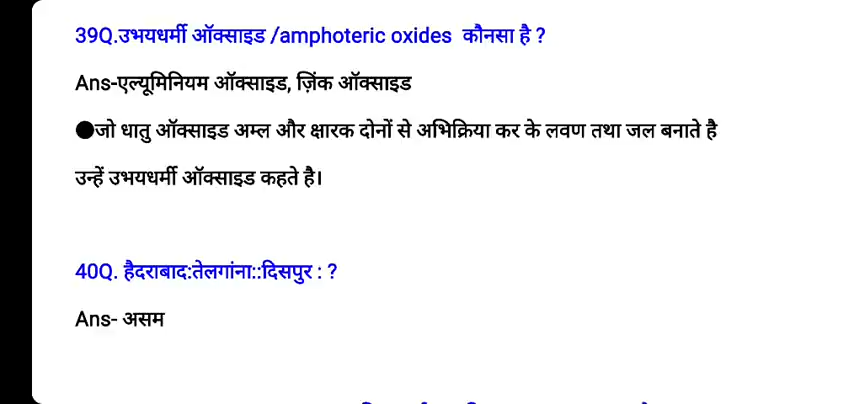 39Q.उभयधर्मी ऑक्साइड /amphoteric oxides कौनसा है ?
Ans-एल्यूमिनियम ऑक्साइड, ज़िंक ऑक्साइड
●जो धातु ऑक्साइड अम्ल और क्षारक दोनों से अभिक्रिया कर के लवण तथा जल बनाते है
उन्हें उभयधर्मी ऑक्साइड कहते है।
40Q. हैदराबाद:तेलगांना::दिसपुर : ?
Ans- असम